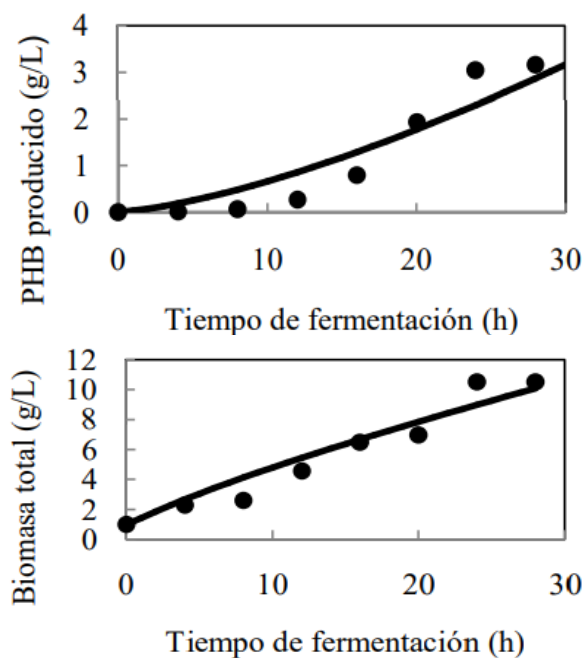 PHB producido (g/L)
4
3
2
1
0
0 10 20 30
Tiempo de fermentación (h)
Biomasa total (g/L)
12
10
8
6
4
2
0
0 10 20 30
Tiempo de fermentación (h)